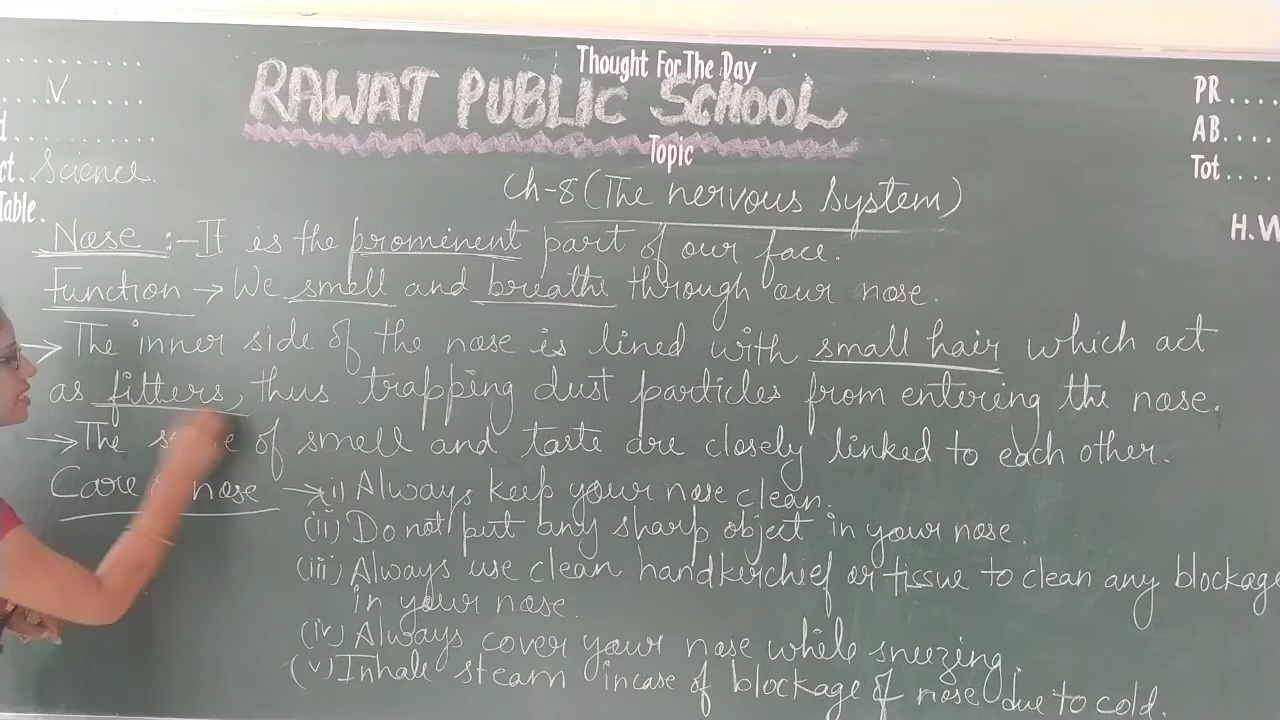 Thought For The Day
RAWAT PUBLIC SCHOOL
V
PR....
AB....
Tot....
ct. Science
Topic
Table.
Ch-8 (The nervous System)
H.W
Nose :- It is the prominent part of our face.
Function → We smell and breathe through our nose.
→ The inner side of the nose is lined with small hair which act
as filters, thus trapping dust particles from entering the nose.
→ The of smell and taste are closely linked to each other.
Care nose → i) Always keep your nose clean.
(ii) Do not put any sharp object in your nose.
(iii) Always use clean handkerchief or tissue to clean any blockage
in your nose.
(iv) Always cover your nose while sneezing.
(v) Inhale steam incase of blockage of nose due to cold.